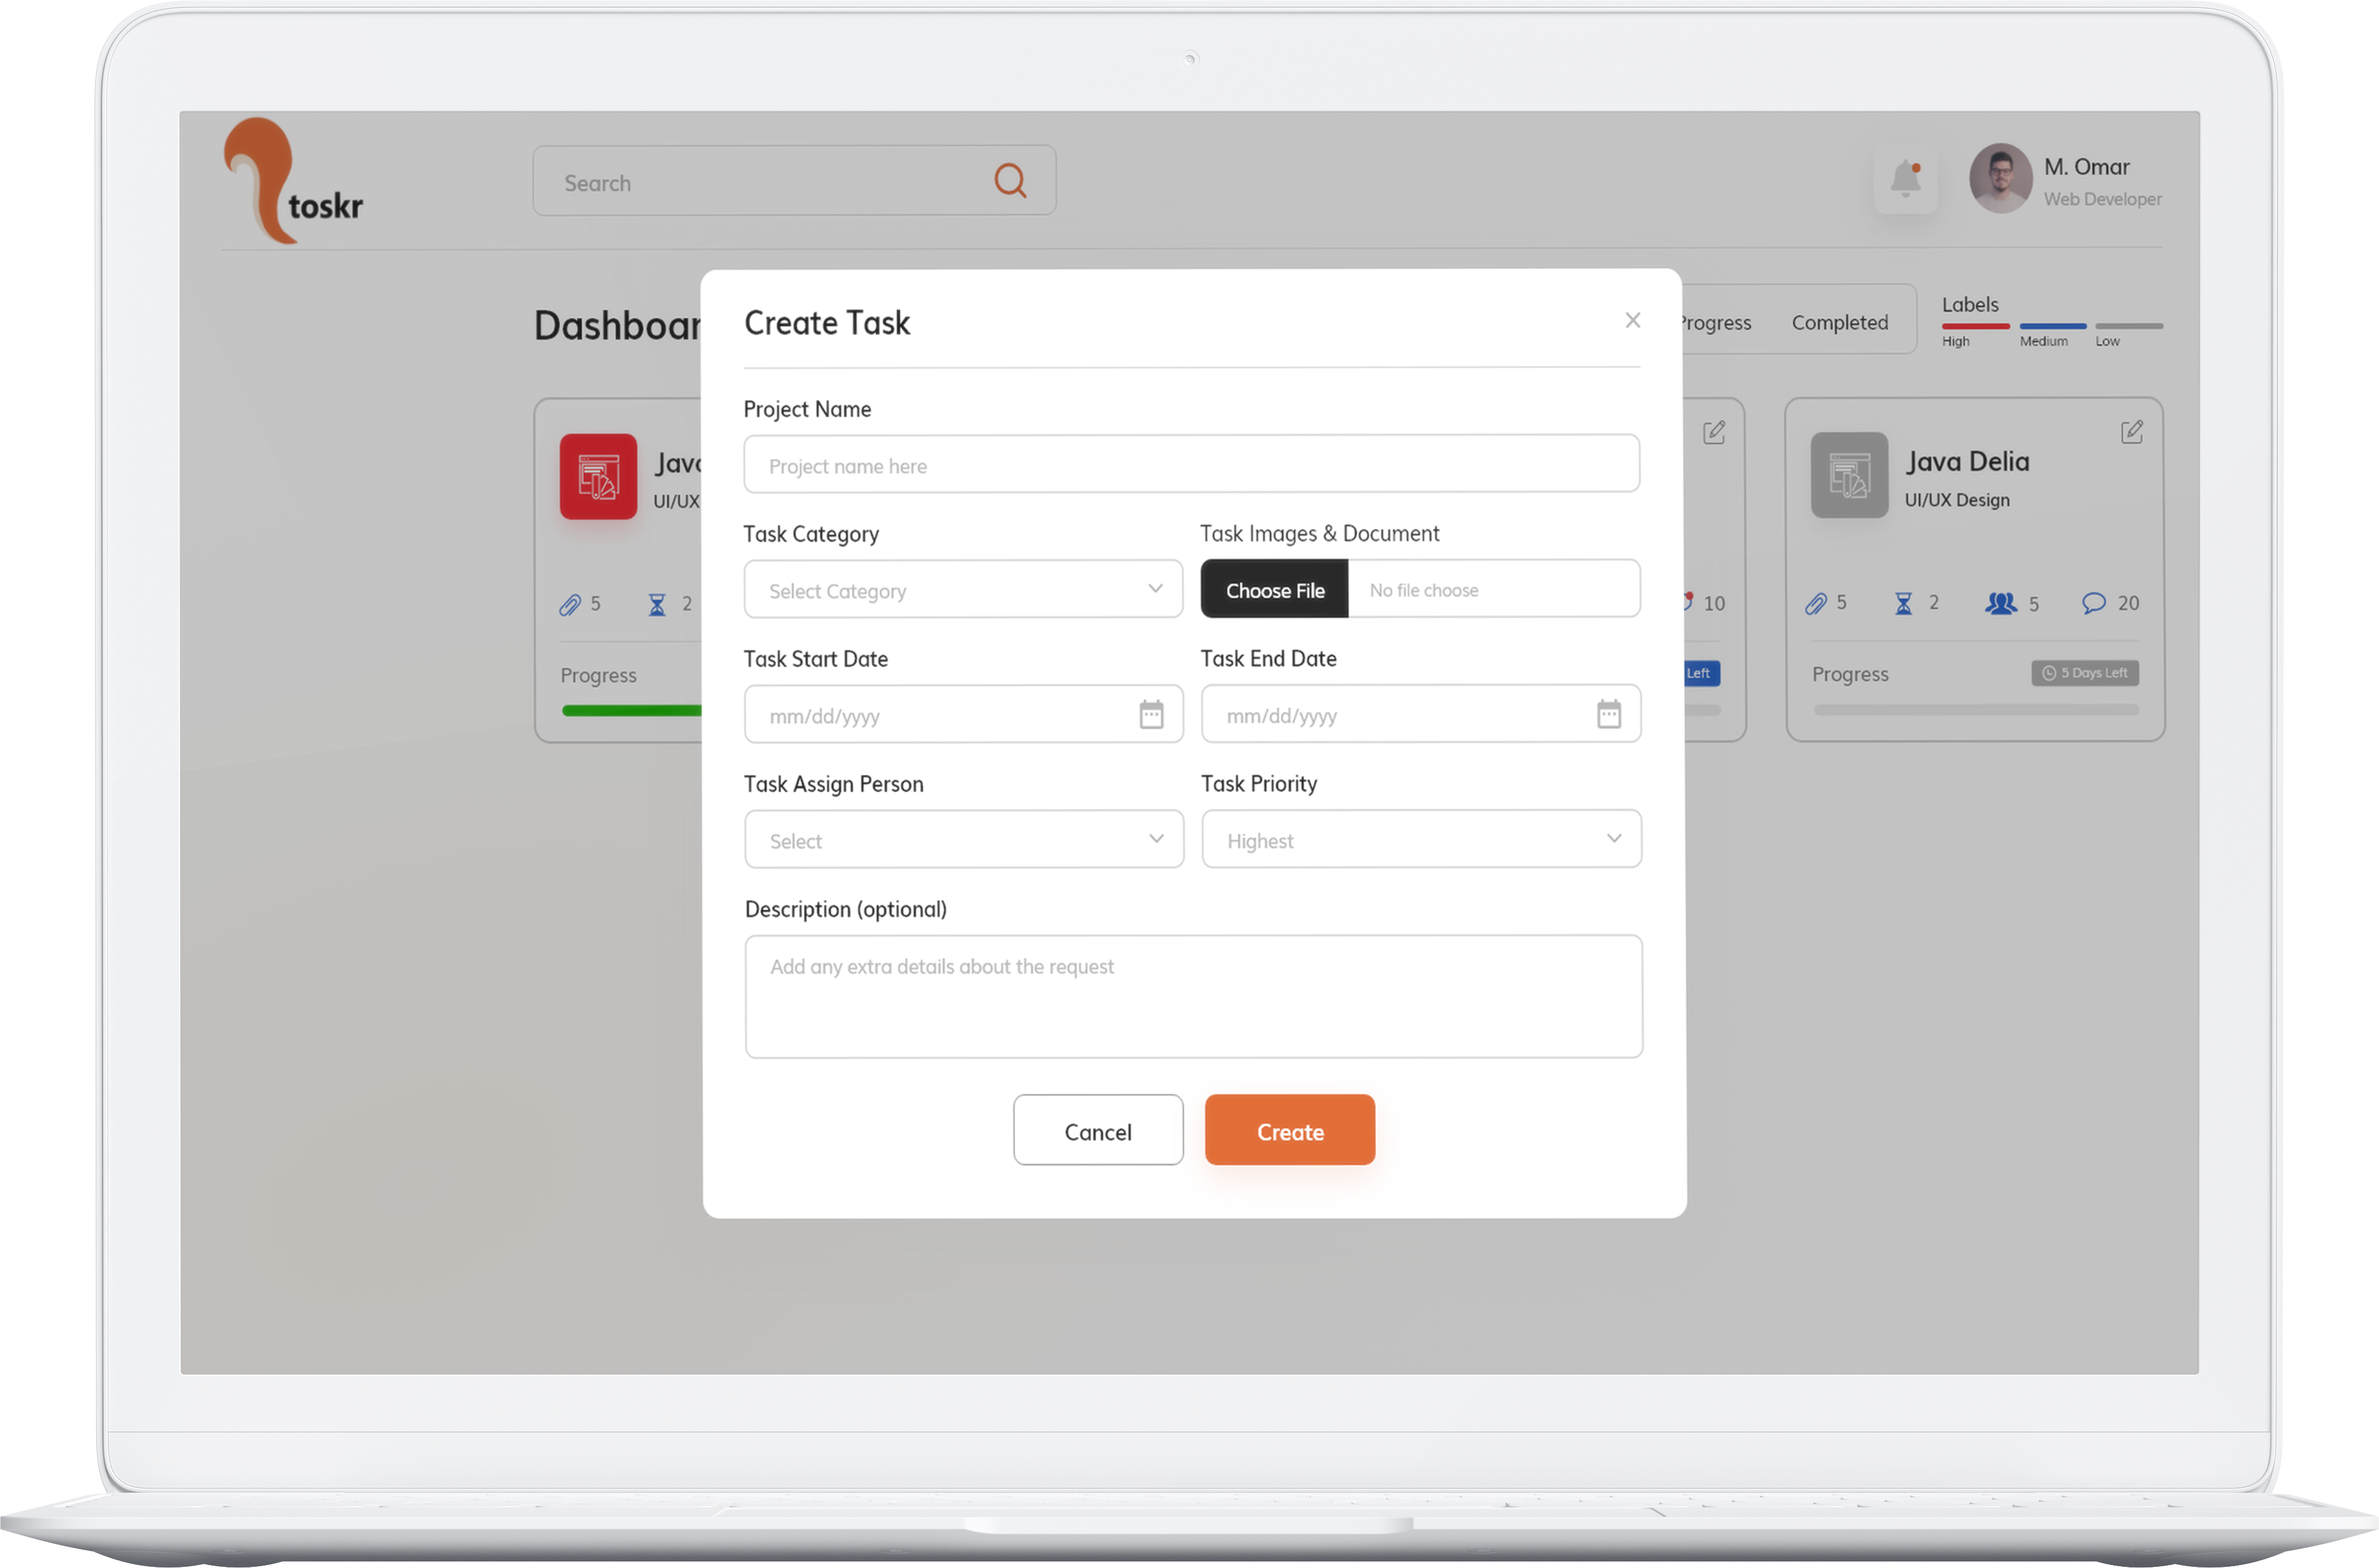 toskr
Search
M. Omar
Web Developer
Dashboar
Progress
Completed
Labels
High
Medium
Low
Create Task
Project Name
Project name here
Task Category
Task Images & Document
Select Category
Choose File
No file choose
Task Start Date
Task End Date
mm/dd/yyyy
mm/dd/yyyy
Task Assign Person
Task Priority
Select
Highest
Description (optional)
Add any extra details about the request
Cancel
Create
Java
UI/UX
5
2
Progress
10
Left
Java Delia
UI/UX Design
5
2
5
20
Progress
5 Days Left